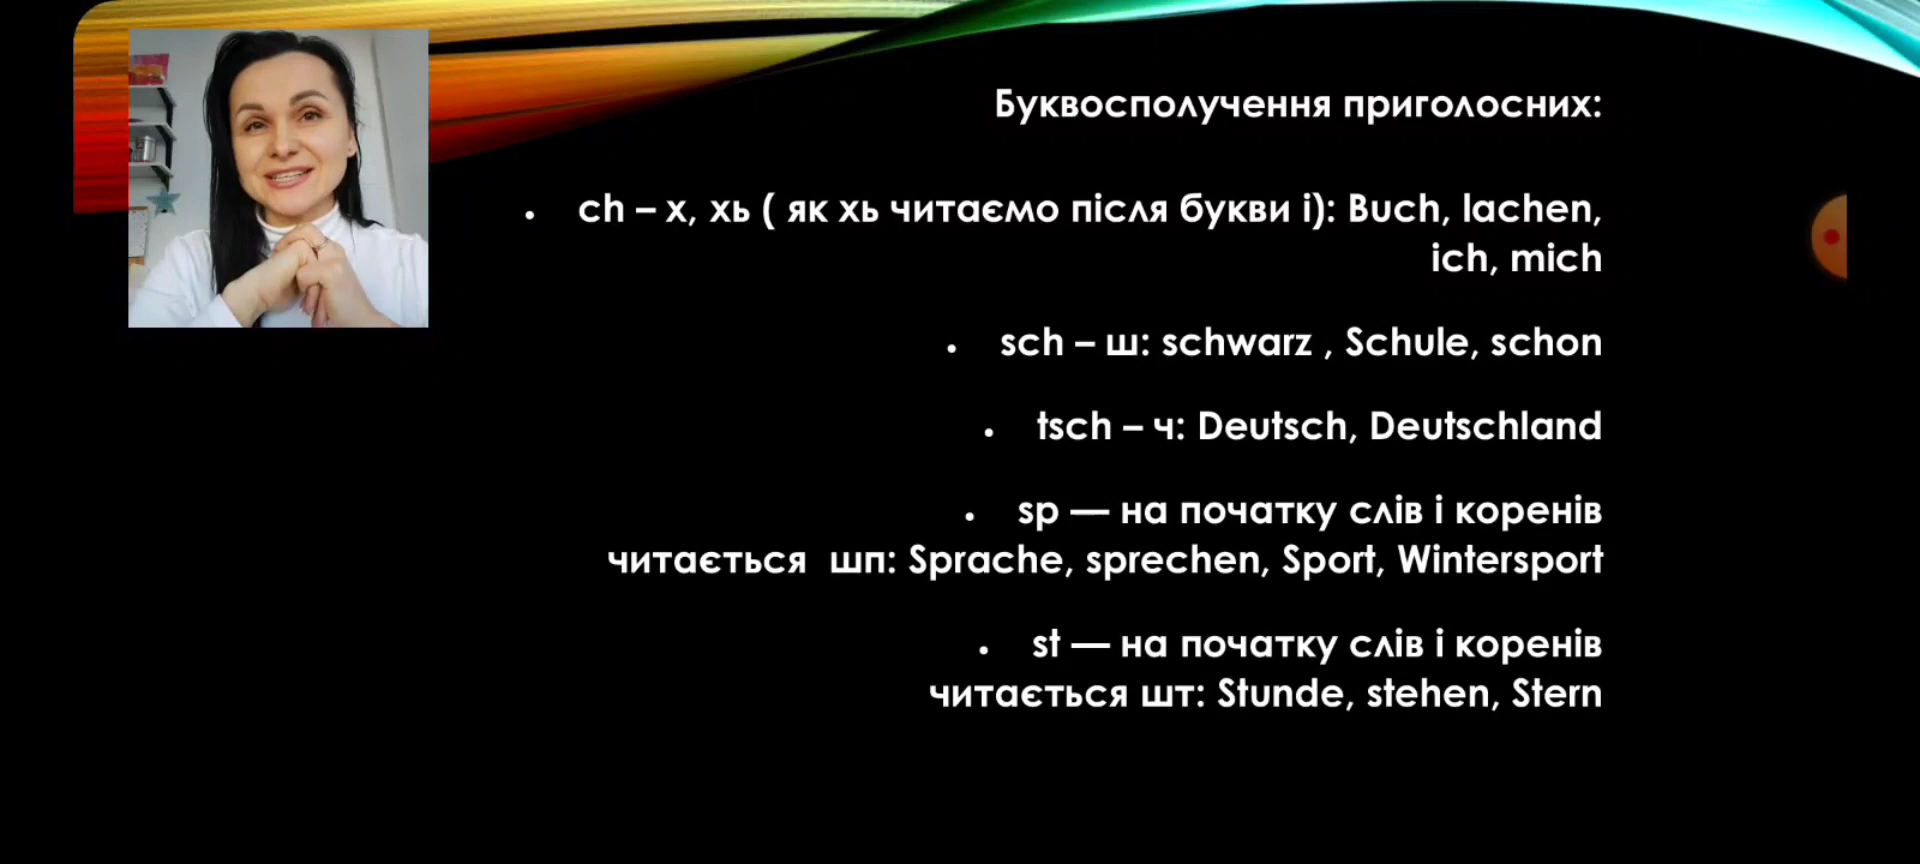 Буквосполучення приголосних:
• ch – х, хь ( як хь читаємо після букви і): Buch, lachen,
ich, mich
• sch – ш: schwarz , Schule, schon
• tsch – ч: Deutsch, Deutschland
• sp — на початку слів і коренів
читається шп: Sprache, sprechen, Sport, Wintersport
• st — на початку слів і коренів
читається шт: Stunde, stehen, Stern